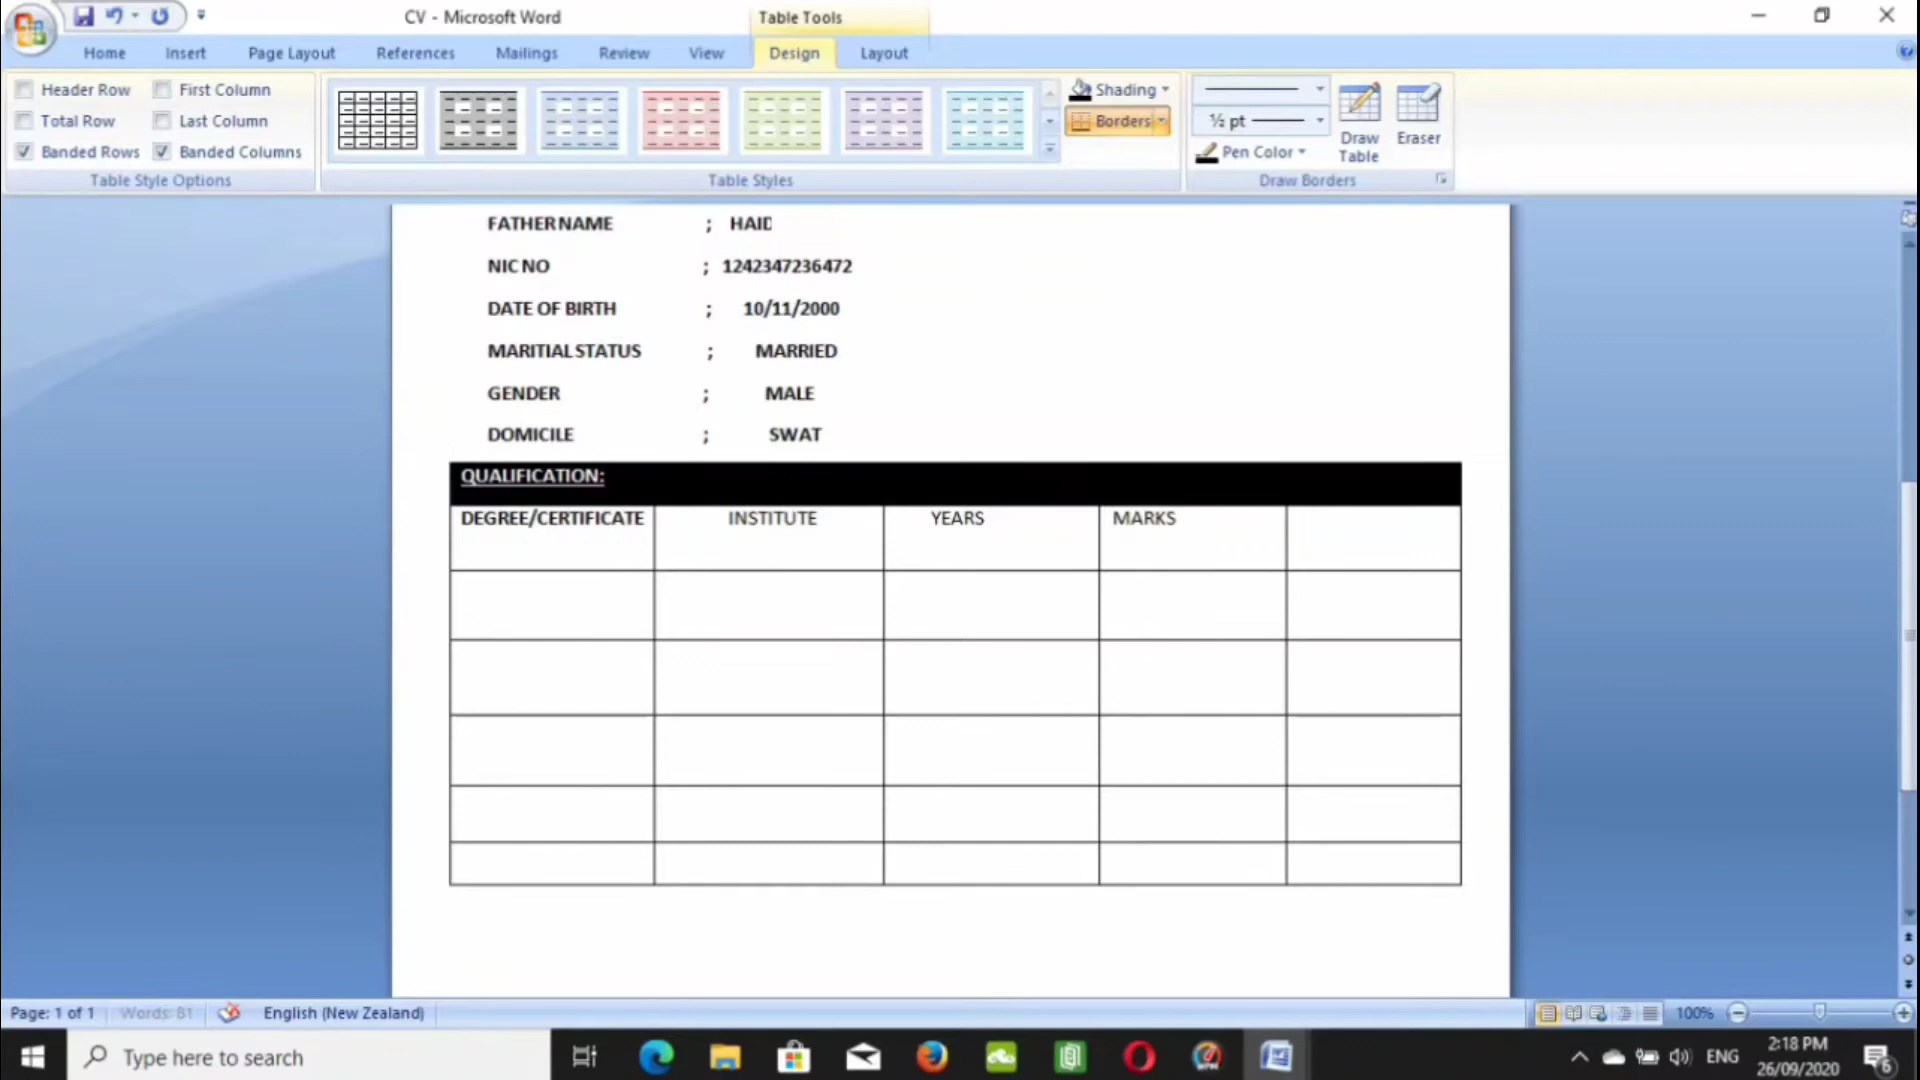 CV - Microsoft Word
Table Tools
Home
Insert
Page Layout
References
Mailings
Review
View
Design
Layout
Header Row
First Column
Total Row
Last Column
Banded Rows
Banded Columns
Table Style Options
Table Styles
Shading
Borders
½ pt
Pen Color
Draw Table
Eraser
Draw Borders
FATHER NAME ; HAID
NIC NO ; 1242347236472
DATE OF BIRTH ; 10/11/2000
MARITIAL STATUS ; MARRIED
GENDER ; MALE
DOMICILE ; SWAT
QUALIFICATION:
DEGREE/CERTIFICATE INSTITUTE YEARS MARKS
Page: 1 of 1
Words: 81
English (New Zealand)
100%
Type here to search
ENG
2:18 PM
26/09/2020
6